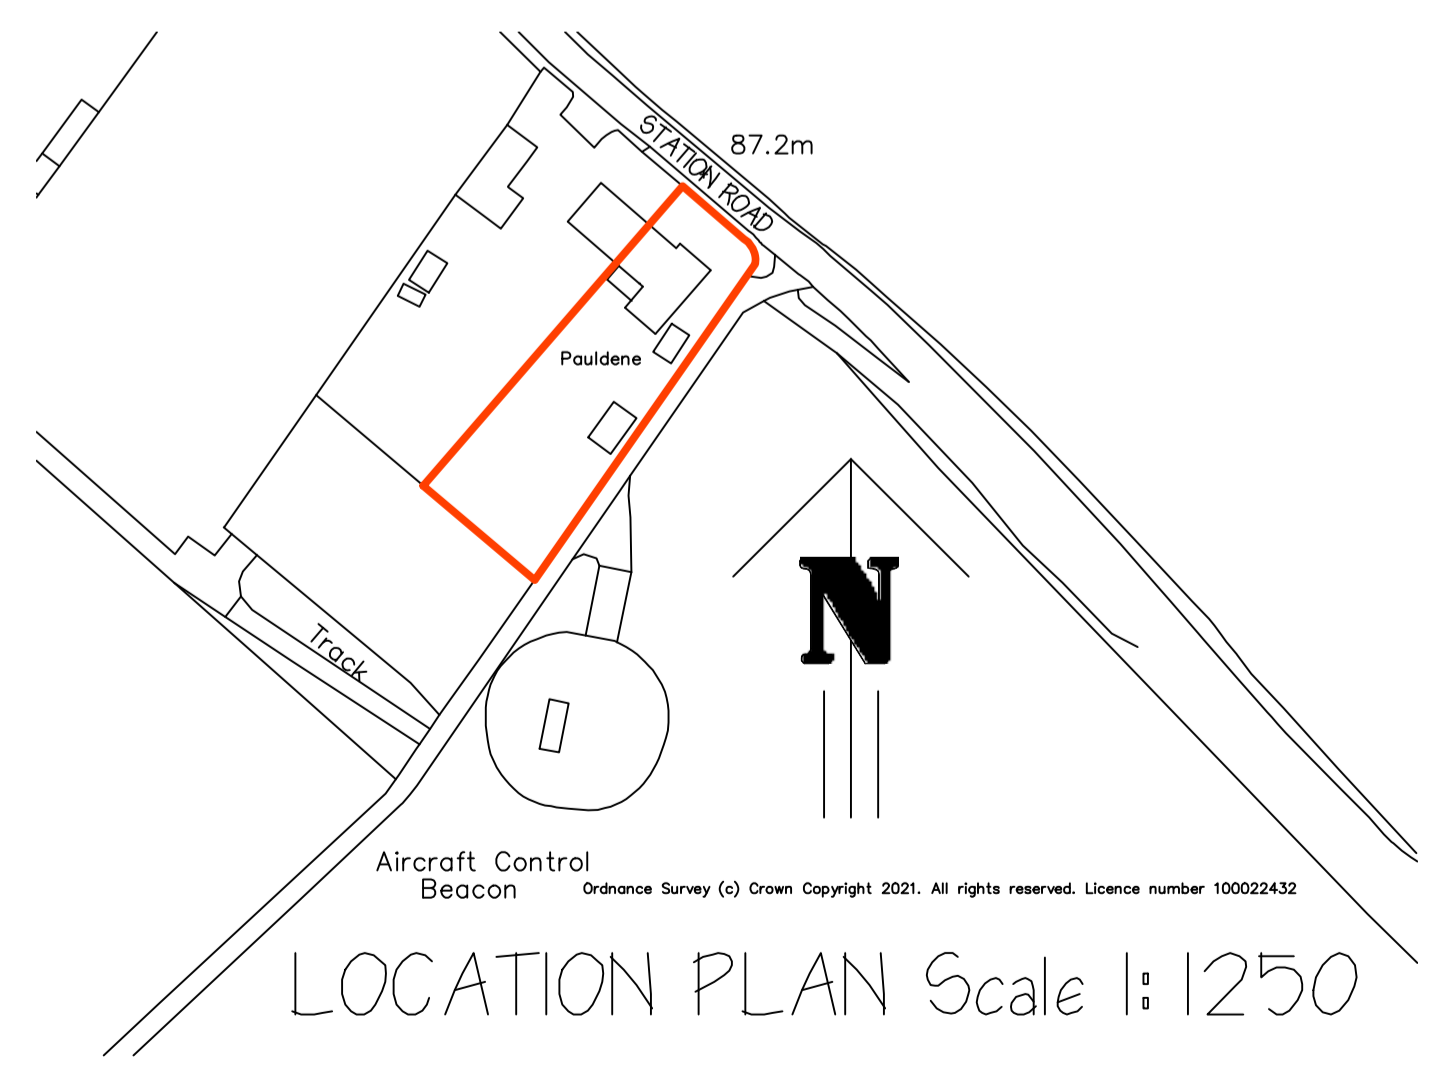 STATION ROAD
87.2m
Pauldene
N
Track
Aircraft Control
Beacon
Ordnance Survey (c) Crown Copyright 2021. All rights reserved. Licence number 100022432
LOCATION PLAN Scale 1:1250